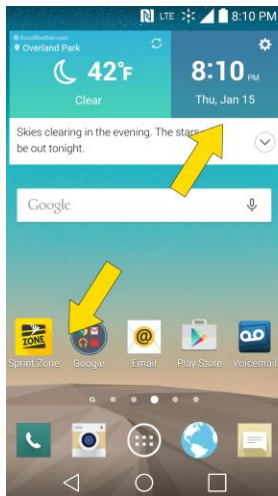 LTE 8:10 PM
AccuWeather.com
Overland Park
42°F
Clear
8:10 PM
Thu, Jan 15
Skies clearing in the evening. The stars
be out tonight.
Google
ZONE
@
Sprint Zone Google Email Play Store Voicemail
G